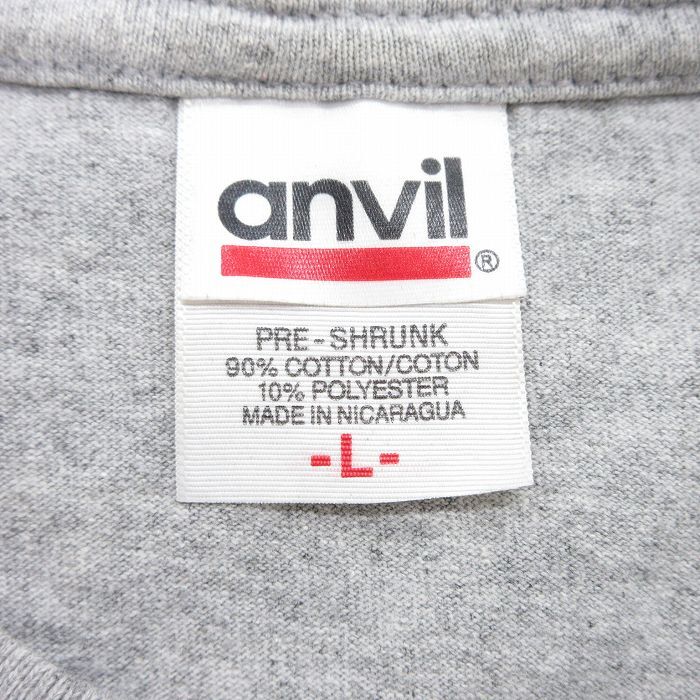 anvil
®
PRE-SHRUNK
90% COTTON/COTON
10% POLYESTER
MADE IN NICARAGUA
-L-